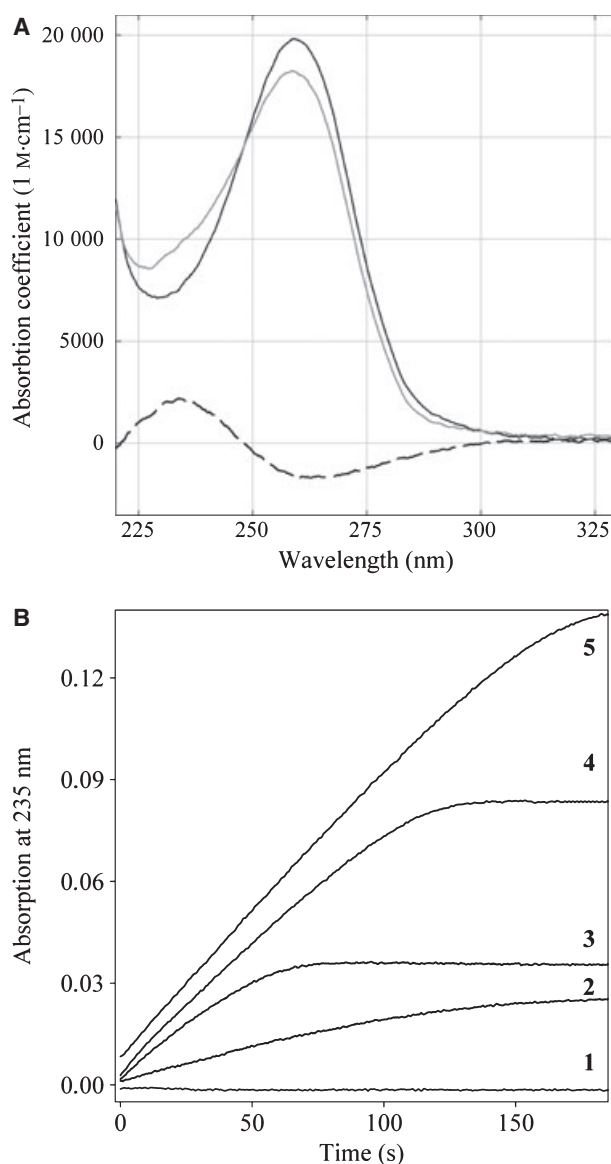 A
Absorbtion coefficient (1 M·cm−1)
20 000
15 000
10 000
5000
0
225 250 275 300 325
Wavelength (nm)
B
Absorption at 235 nm
0.12
0.09
0.06
0.03
0.00
5
4
3
2
1
0 50 100 150
Time (s)